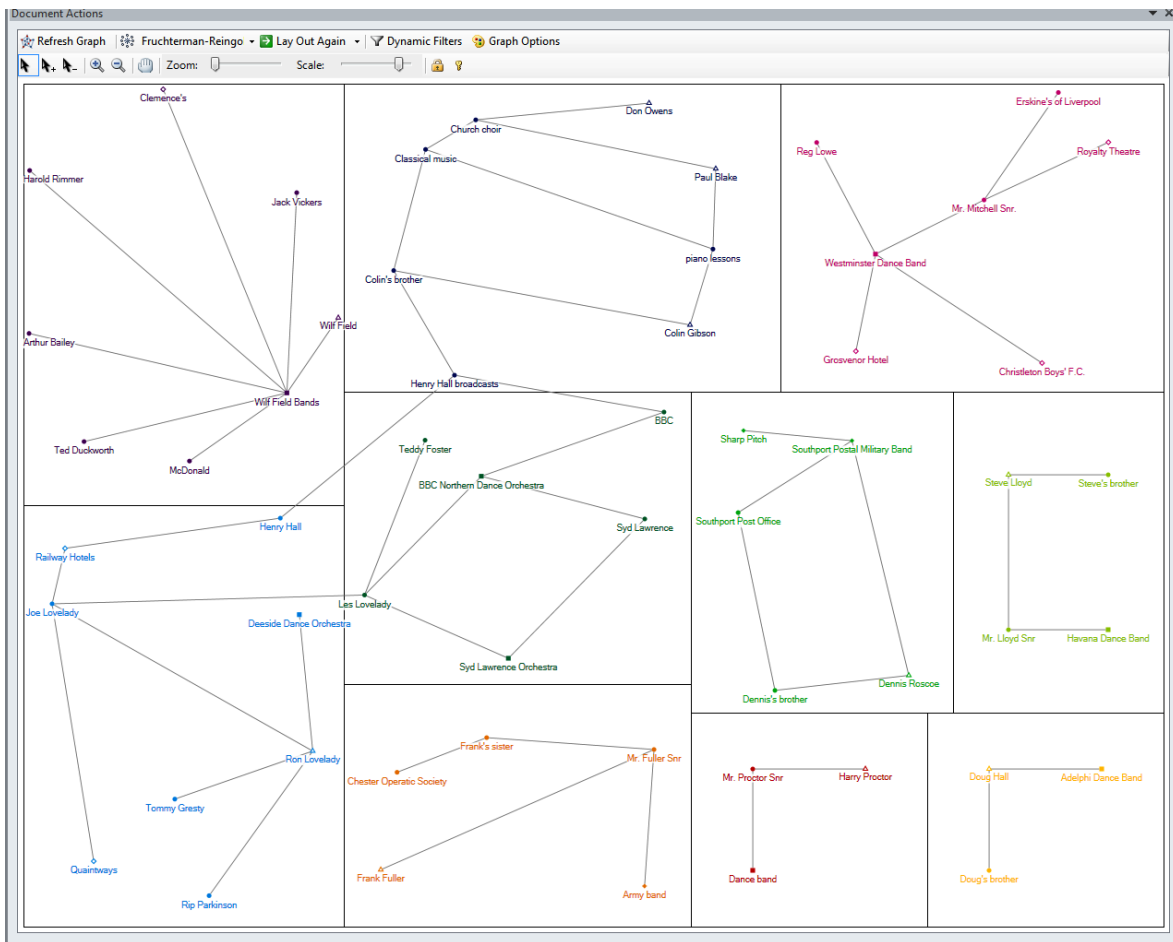 Document Actions
Refresh Graph
Fruchterman-Reingo
Lay Out Again
Dynamic Filters
Graph Options
Zoom:
Scale:
Clemence's
Harold Rimmer
Jack Vickers
Wilf Field
Arthur Bailey
Wilf Field Bands
Ted Duckworth
McDonald
Don Owens
Church choir
Classical music
Paul Blake
piano lessons
Colin's brother
Colin Gibson
Henry Hall broadcasts
Erskine's of Liverpool
Reg Lowe
Royalty Theatre
Mr. Mitchell Snr.
Westminster Dance Band
Grosvenor Hotel
Christleton Boys' F.C.
BBC
Teddy Foster
BBC Northern Dance Orchestra
Syd Lawrence
Les Lovelady
Syd Lawrence Orchestra
Sharp Pitch
Southport Postal Military Band
Southport Post Office
Dennis Roscoe
Dennis's brother
Steve Lloyd
Steve's brother
Mr. Lloyd Snr
Havana Dance Band
Henry Hall
Railway Hotels
Joe Lovelady
Deeside Dance Orchestra
Ron Lovelady
Tommy Gresty
Quaintways
Rip Parkinson
Frank's sister
Mr. Fuller Snr
Chester Operatic Society
Frank Fuller
Army band
Mr. Proctor Snr
Harry Proctor
Dance band
Doug Hall
Adelphi Dance Band
Doug's brother